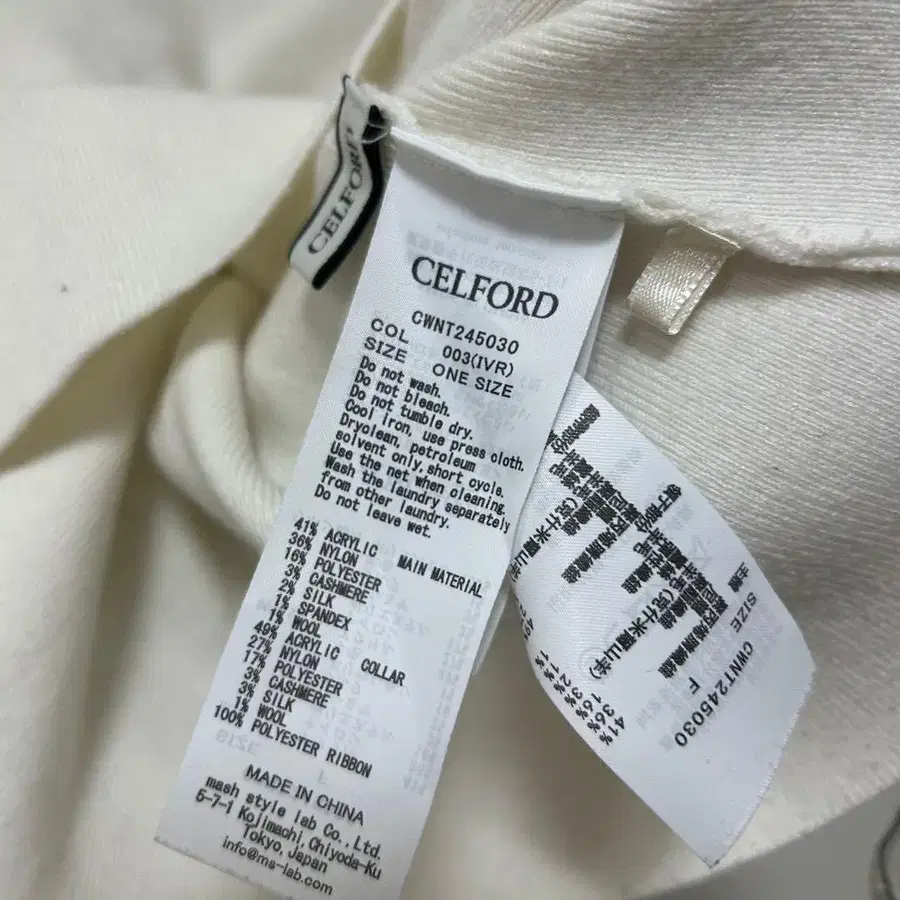 CELFORD
CELFORD
CWNT245030
COL 003(IVR)
SIZE ONE SIZE
Do not wash.
Do not bleach.
Do not tumble dry.
Cool iron, use press cloth.
Dryclean, petroleum
solvent only, short cycle.
Use the net when cleaning.
Wash the laundry separately
from other laundry.
Do not leave wet.
41% ACRYLIC MAIN MATERIAL
36% NYLON
16% POLYESTER
3% CASHMERE
2% SILK
1% SPANDEX
1% WOOL
49% ACRYLIC COLLAR
27% NYLON
17% POLYESTER
3% CASHMERE
3% SILK
1% WOOL
100% POLYESTER RIBBON
MADE IN CHINA
mash style lab Co., Ltd.
5-7-1 Kojimachi, Chiyoda-Ku
Tokyo, Japan
info@ms-lab.com
CWNT245030
SIZE F
41%
36%
16%